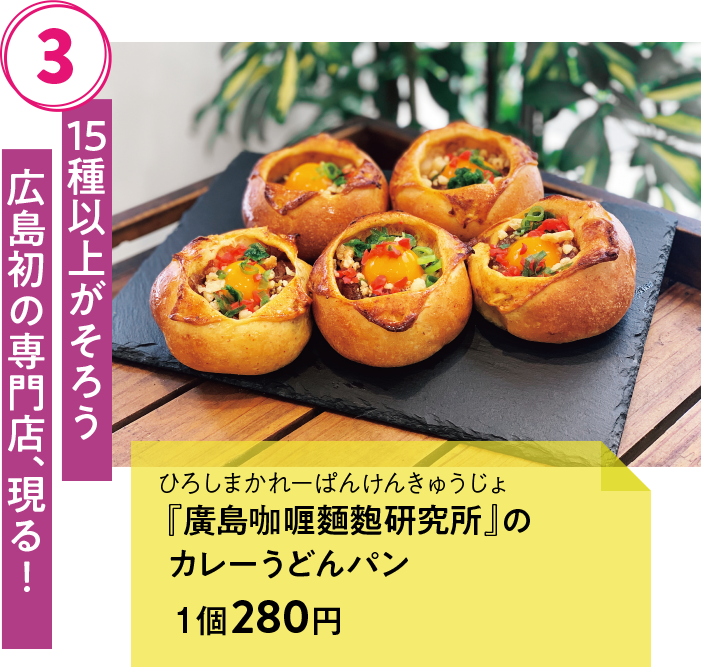 3
15種以上がそろう
広島初の専門店、現る！
ひろしまかれーぱんけんきゅうじょ
『廣島咖喱麵麭研究所』の
カレーうどんパン
1個280円